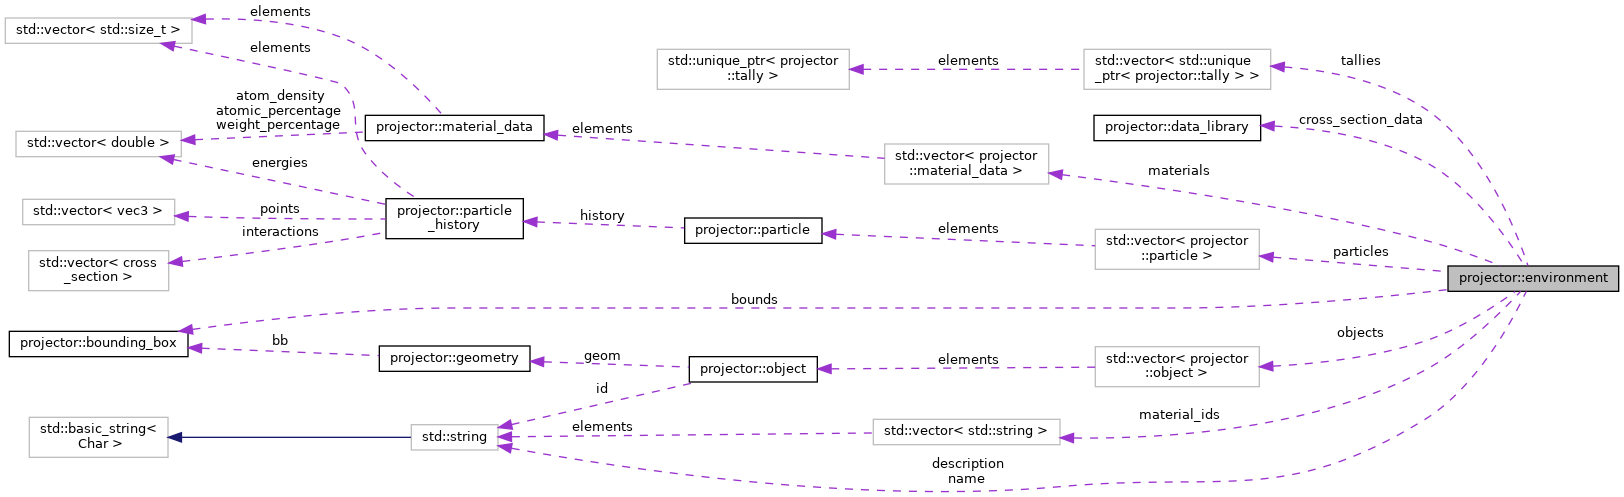 elements
std::vector< std::size_t >
elements
std::unique_ptr< projector
::tally >
elements
std::vector< std::unique
_ptr< projector::tally > >
tallies
atom_density
atomic_percentage
weight_percentage
projector::material_data
elements
projector::data_library
cross_section_data
std::vector< double >
energies
std::vector< projector
::material_data >
materials
std::vector< vec3 >
points
projector::particle
_history
history
projector::particle
elements
std::vector< projector
::particle >
particles
interactions
std::vector< cross
_section >
projector::environment
bounds
projector::bounding_box
bb
projector::geometry
geom
projector::object
elements
std::vector< projector
::object >
objects
id
std::basic_string<
Char >
std::string
elements
std::vector< std::string >
material_ids
description
name